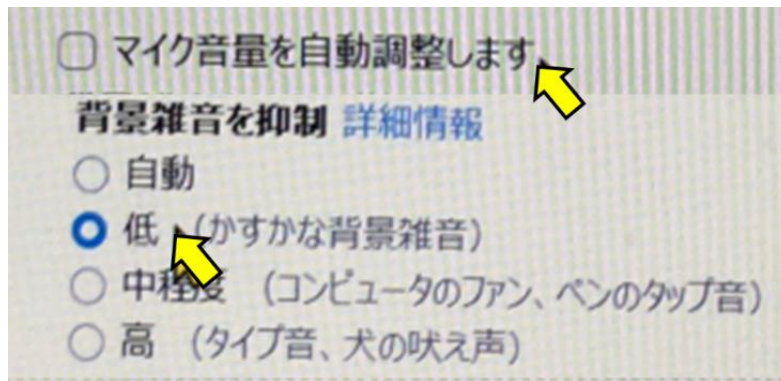 マイク音量を自動調整します
背景雑音を抑制 詳細情報
自動
低 (かすかな背景雑音)
中程度 (コンピュータのファン、ペンのタップ音)
高 (タイプ音、犬の吠え声)